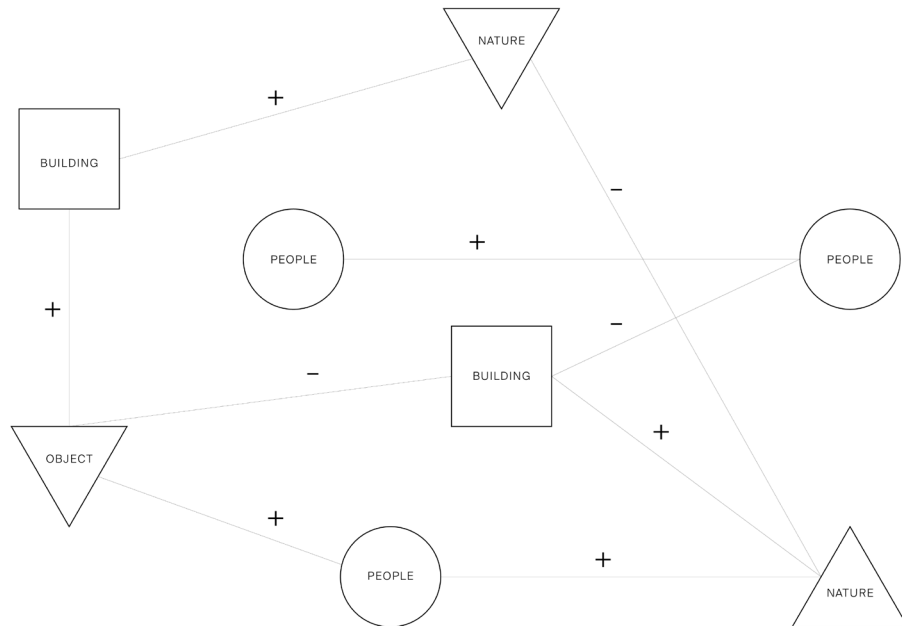 NATURE
+
BUILDING
−
+
PEOPLE
PEOPLE
+
−
−
BUILDING
+
OBJECT
+
+
PEOPLE
NATURE